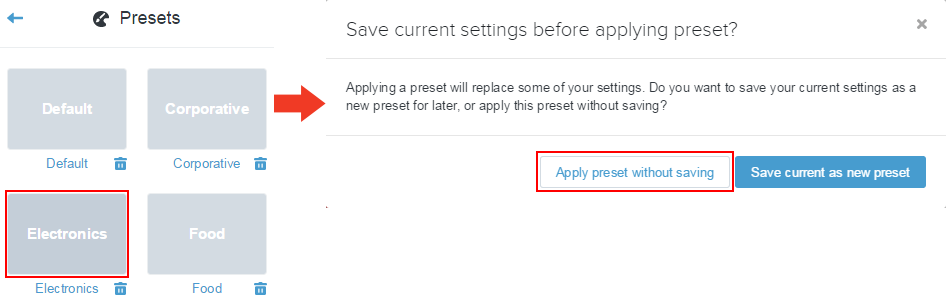 Presets
Default
Corporative
Default
Corporative
Electronics
Food
Electronics
Food
Save current settings before applying preset?
Applying a preset will replace some of your settings. Do you want to save your current settings as a
new preset for later, or apply this preset without saving?
Apply preset without saving
Save current as new preset